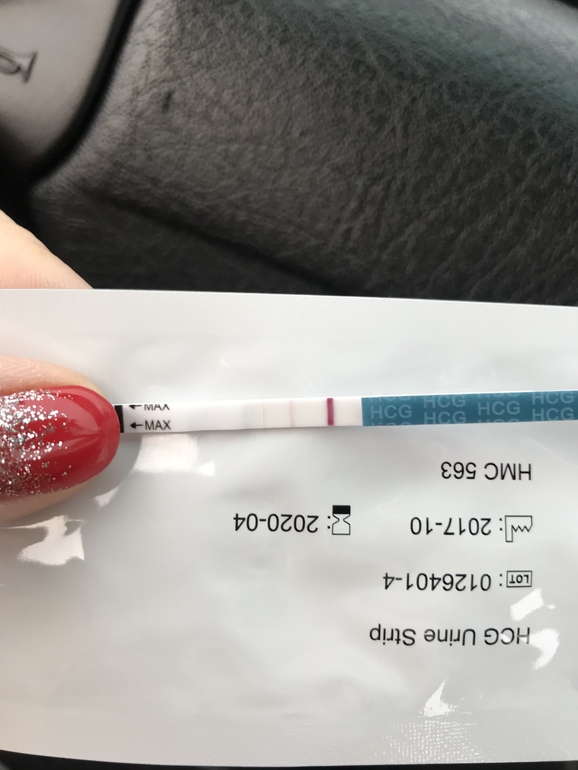 ←MAX
←MAX
HCG HCG HCG HCG
HCG HCG HCG HCG
HCG Urine Strip
LOT : 0126401-4
: 2017-10 : 2020-04
HMC 563